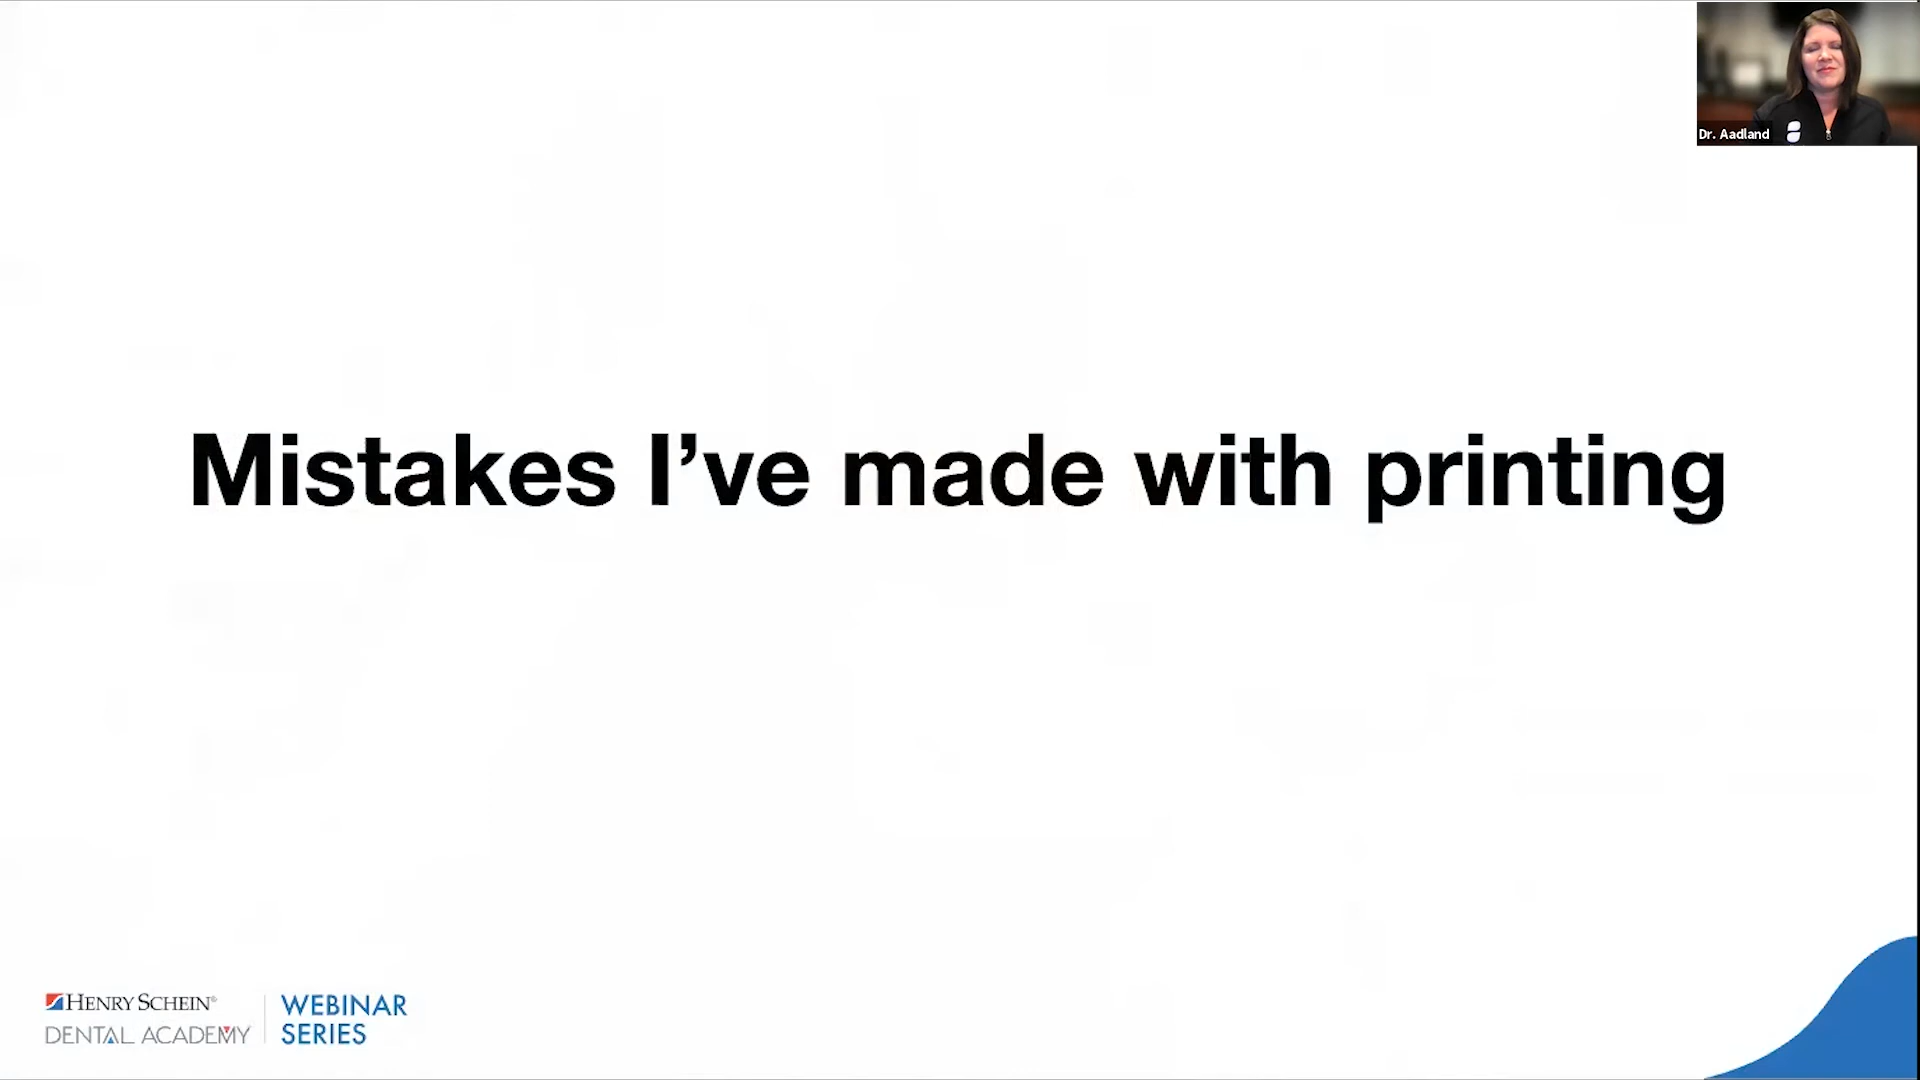 Dr. Aadland
Mistakes I’ve made with printing
HENRY SCHEIN®
DENTAL ACADEMY
WEBINAR
SERIES